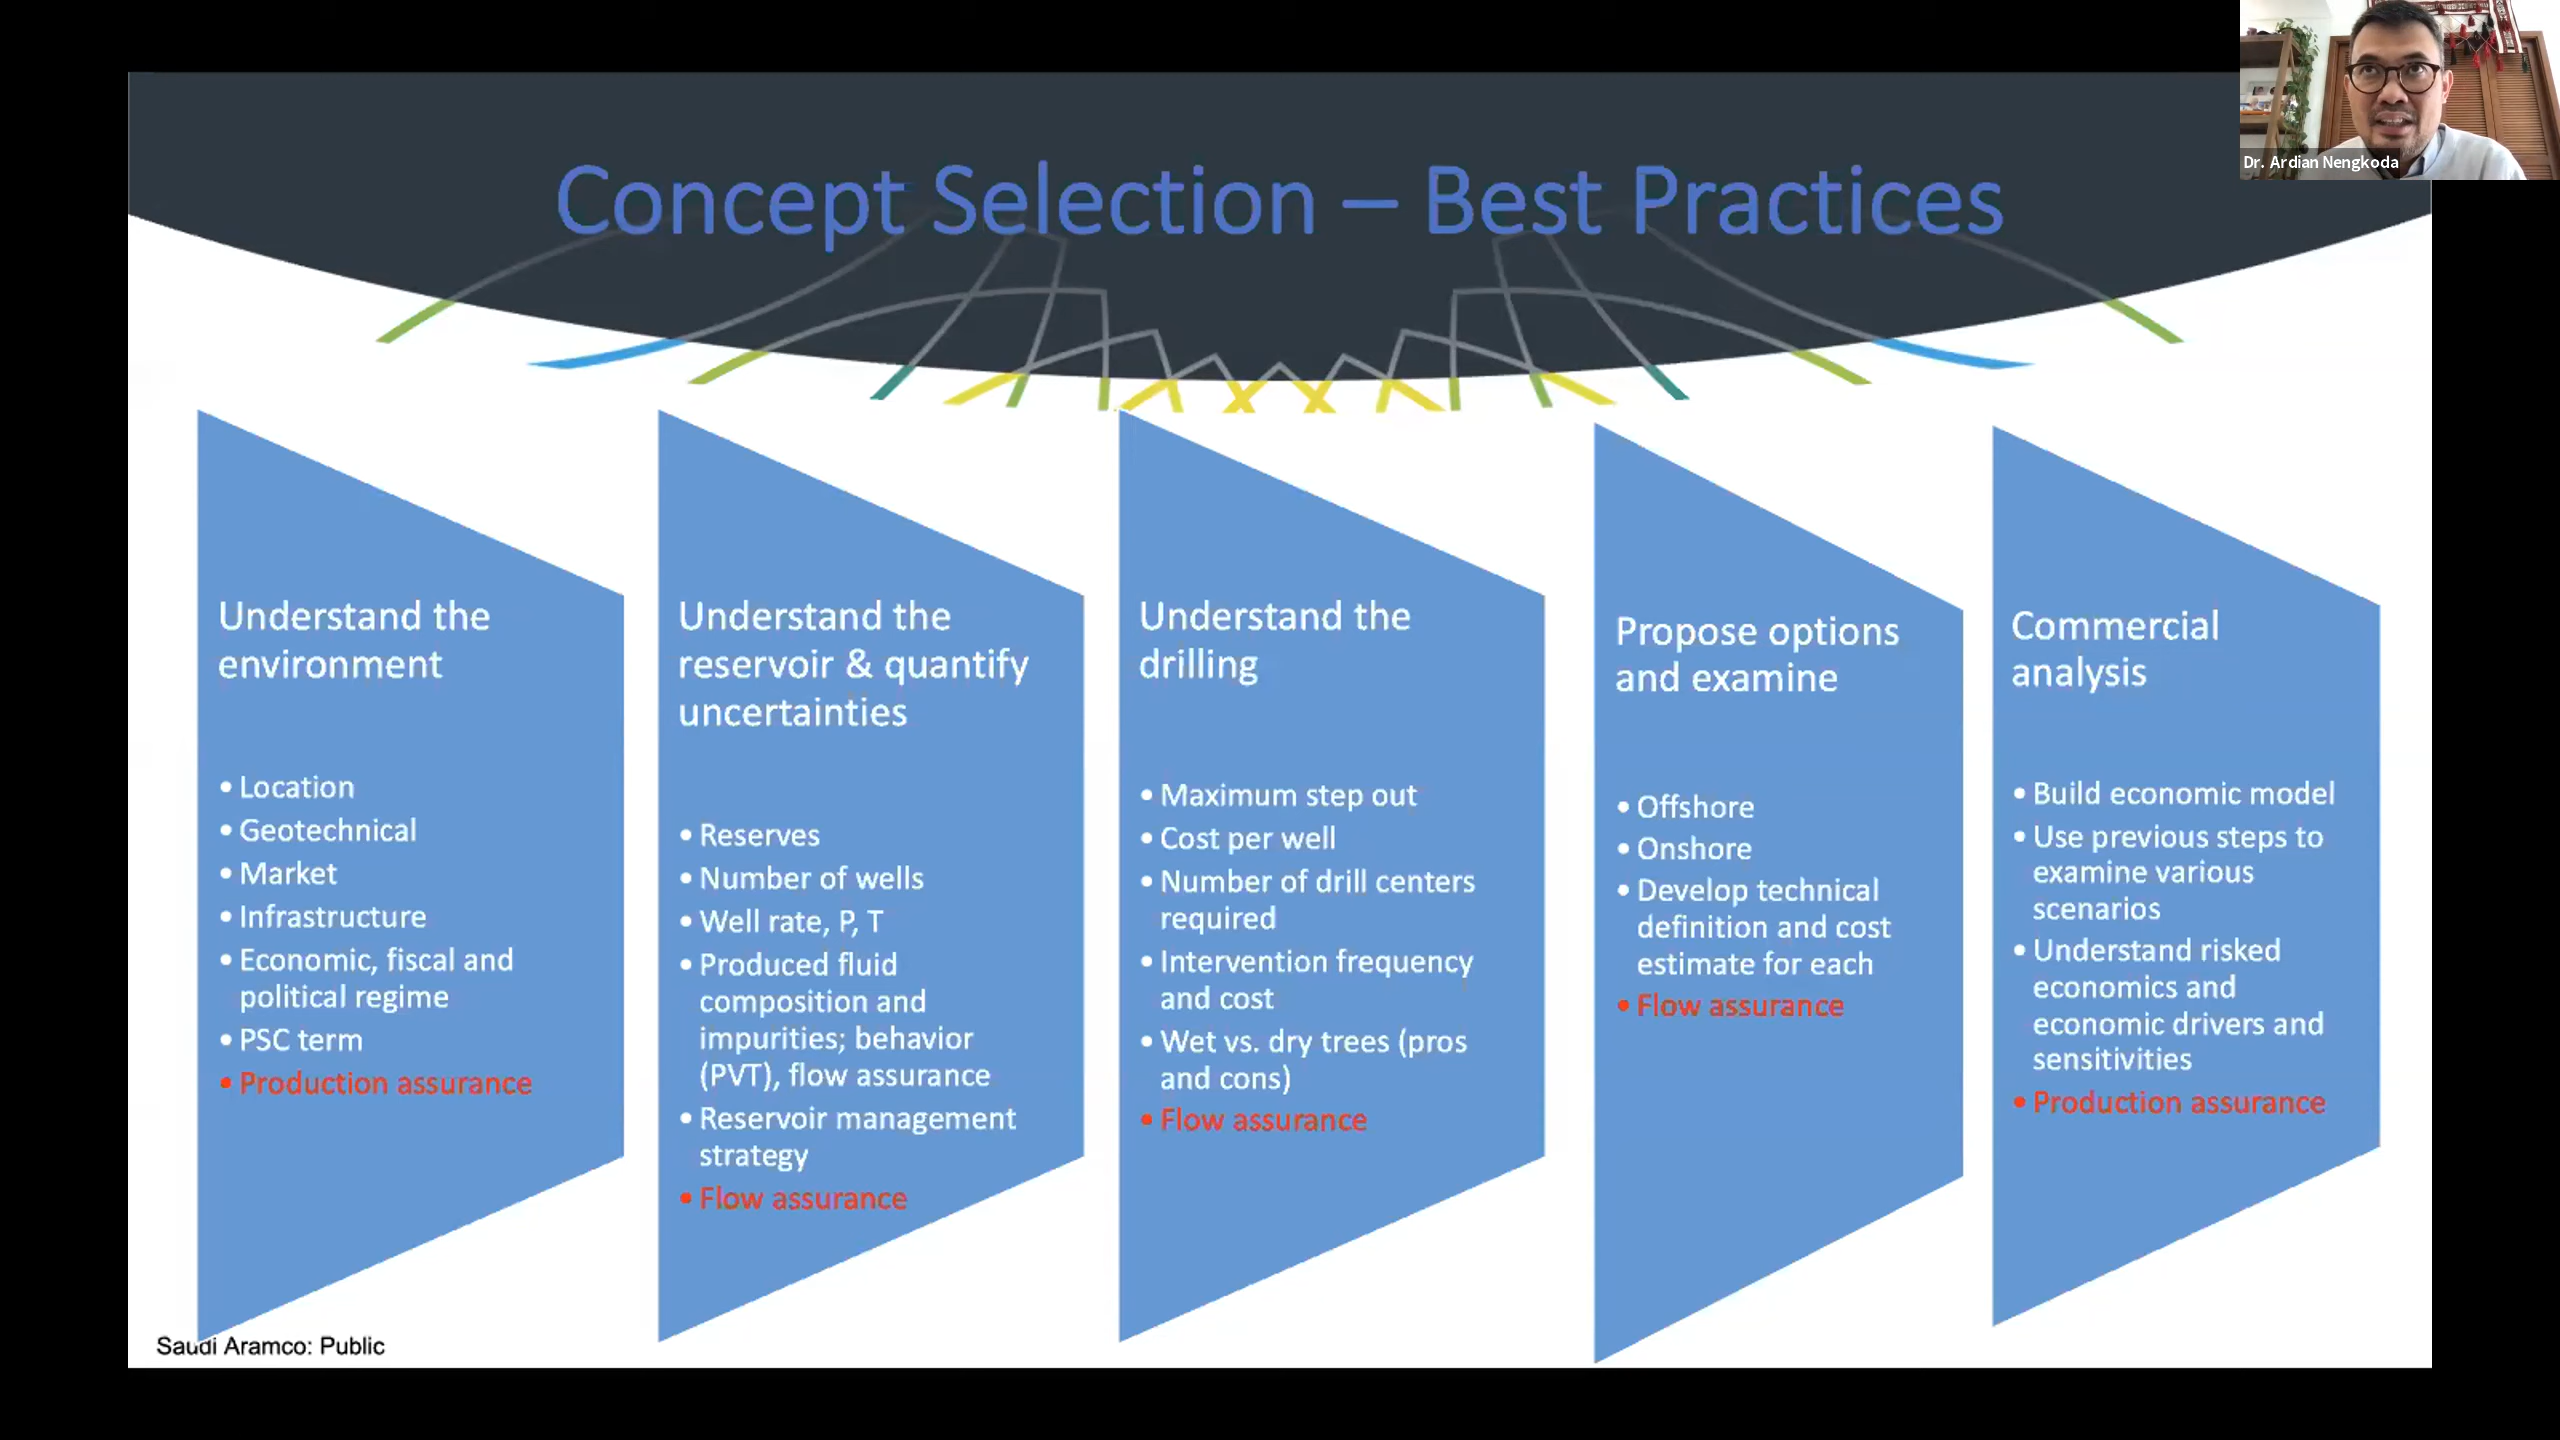 Dr. Ardian Nengkoda
Concept Selection – Best Practices
Understand the
environment
• Location
• Geotechnical
• Market
• Infrastructure
• Economic, fiscal and
political regime
• PSC term
• Production assurance
Understand the
reservoir & quantify
uncertainties
• Reserves
• Number of wells
• Well rate, P, T
• Produced fluid
composition and
impurities; behavior
(PVT), flow assurance
• Reservoir management
strategy
• Flow assurance
Understand the
drilling
• Maximum step out
• Cost per well
• Number of drill centers
required
• Intervention frequency
and cost
• Wet vs. dry trees (pros
and cons)
• Flow assurance
Propose options
and examine
• Offshore
• Onshore
• Develop technical
definition and cost
estimate for each
• Flow assurance
Commercial
analysis
• Build economic model
• Use previous steps to
examine various
scenarios
• Understand risked
economics and
economic drivers and
sensitivities
• Production assurance
Saudi Aramco: Public